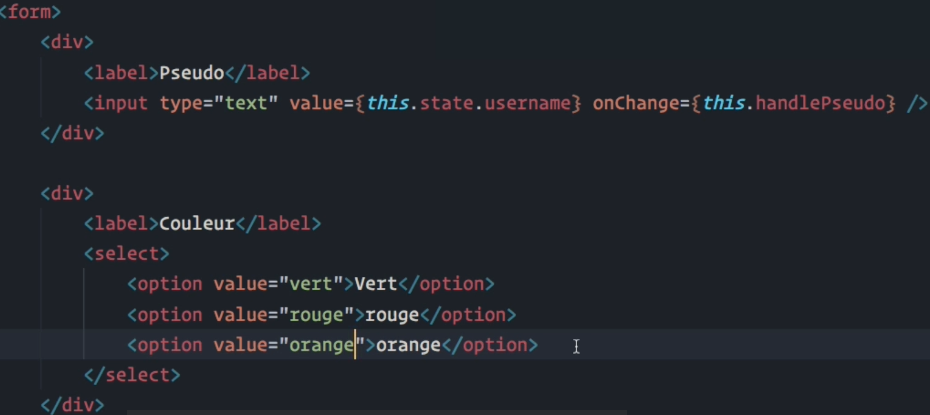 <form>
<div>
<label>Pseudo</label>
<input type="text" value={this.state.username} onChange={this.handlePseudo} />
</div>
<div>
<label>Couleur</label>
<select>
<option value="vert">Vert</option>
<option value="rouge">rouge</option>
<option value="orange">orange</option>
</select>
</div>